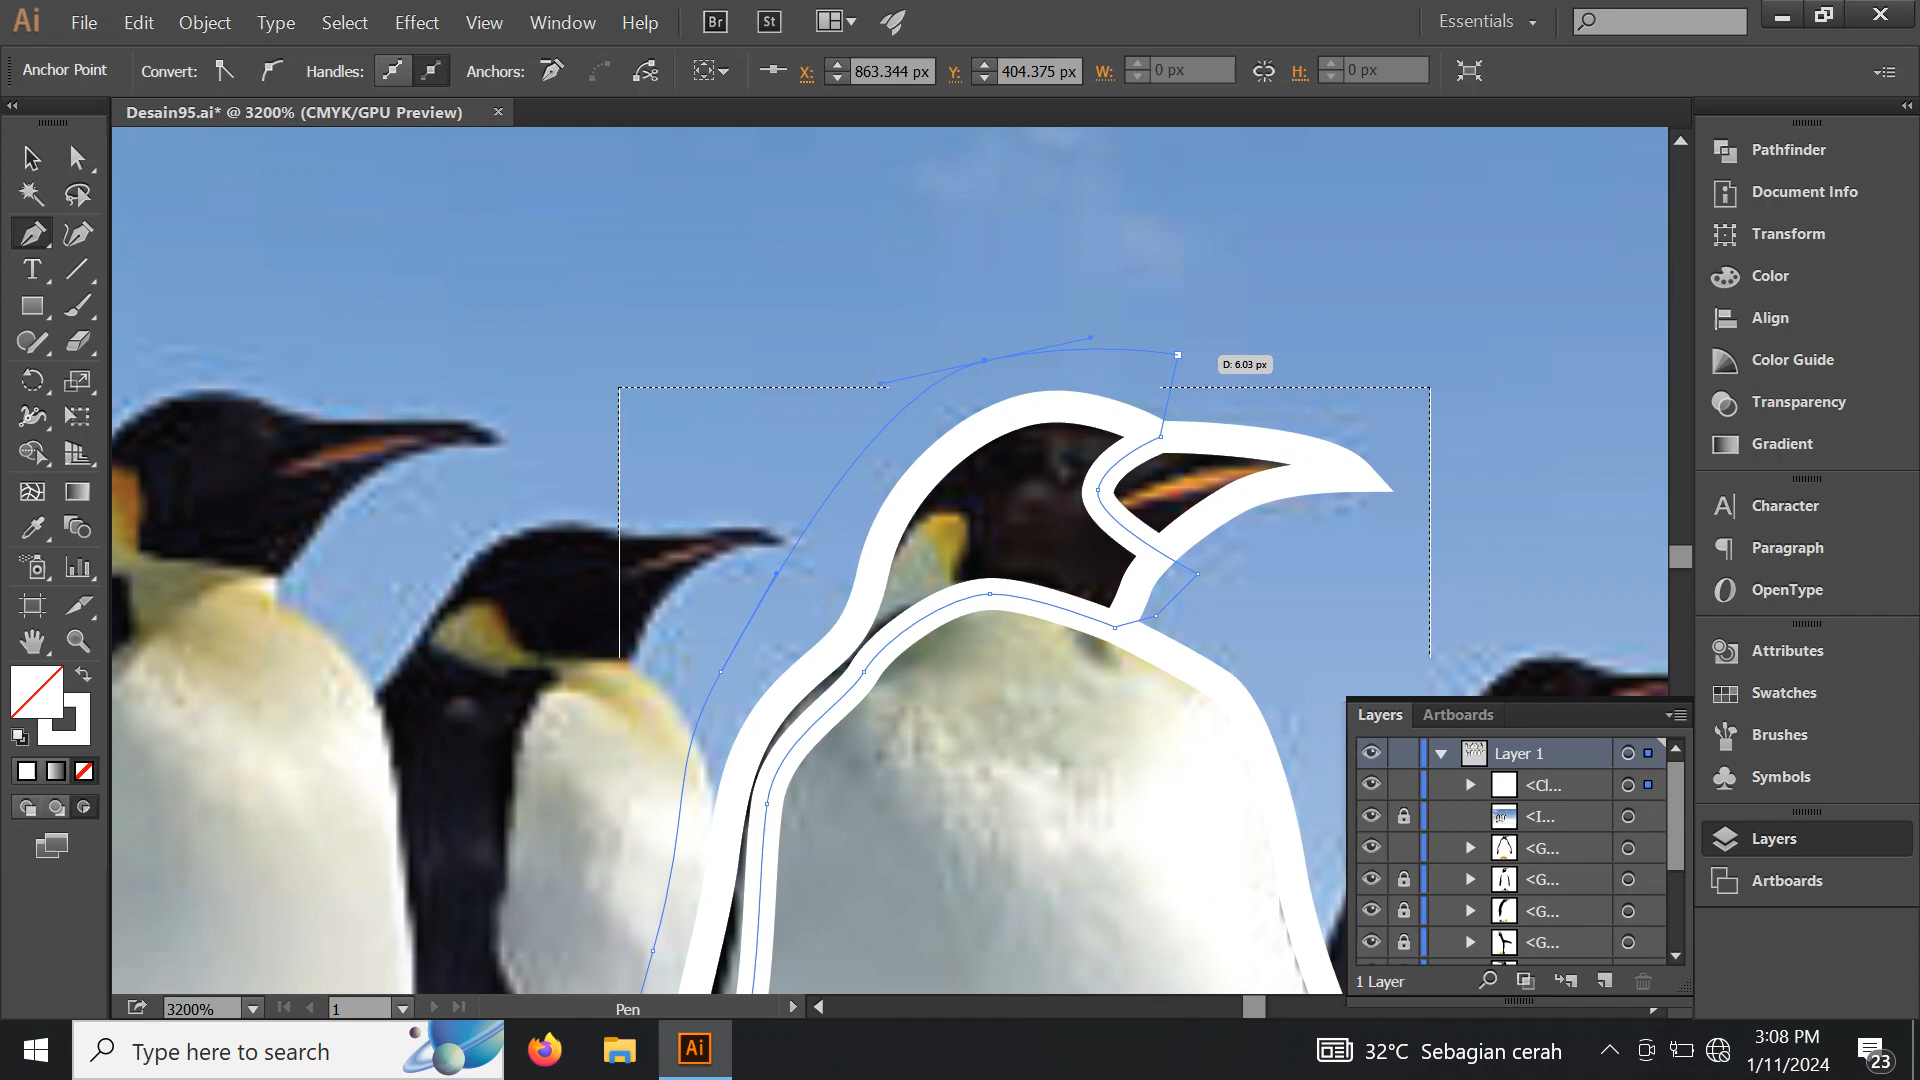 Ai File Edit Object Type Select Effect View Window Help Br St Essentials
Anchor Point Convert: Handles: Anchors: X: 863.344 px Y: 404.375 px W: 0 px H: 0 px
Desain95.ai* @ 3200% (CMYK/GPU Preview)
D: 6.03 px
Pathfinder
Document Info
Transform
Color
Align
Color Guide
Transparency
Gradient
Character
Paragraph
OpenType
Attributes
Swatches
Brushes
Symbols
Layers
Artboards
Layers Artboards
Layer 1
<Cl...
<I...
<G...
<G...
<G...
<G...
1 Layer
3200% 1 Pen
Type here to search
Ai
32°C Sebagian cerah
3:08 PM
1/11/2024
23